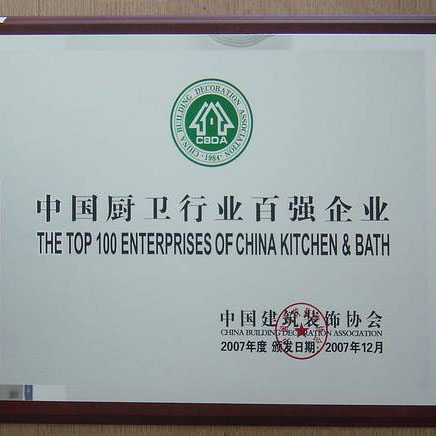 CHINA BUILDING DECORATION ASSOCIATION
CBDA
·1984·
中国厨卫行业百强企业
THE TOP 100 ENTERPRISES OF CHINA KITCHEN & BATH
中国建筑装饰协会
CHINA BUILDING DECORATION ASSOCIATION
2007年度 颁发日期：2007年12月